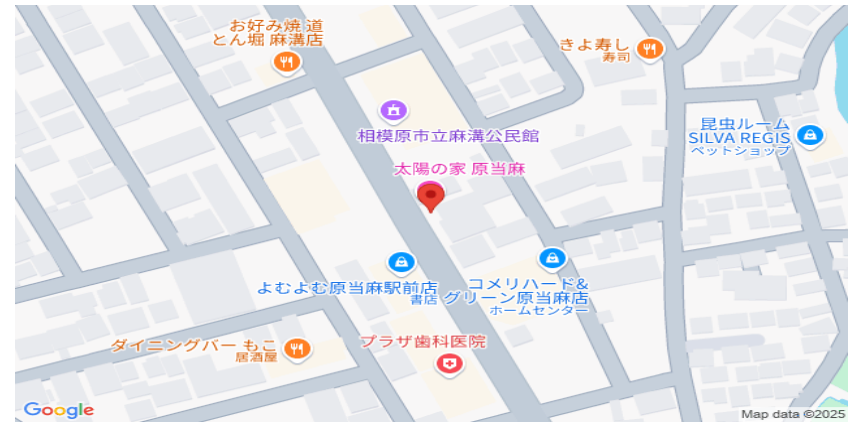 お好み焼 道
とん堀 麻溝店
きよ寿し
寿司
相模原市立麻溝公民館
昆虫ルーム
SILVA REGIS
ペットショップ
太陽の家 原当麻
よむよむ原当麻駅前店
書店
コメリハード&
グリーン原当麻店
ホームセンター
ダイニングバー もこ
居酒屋
プラザ歯科医院
Google
Map data ©2025